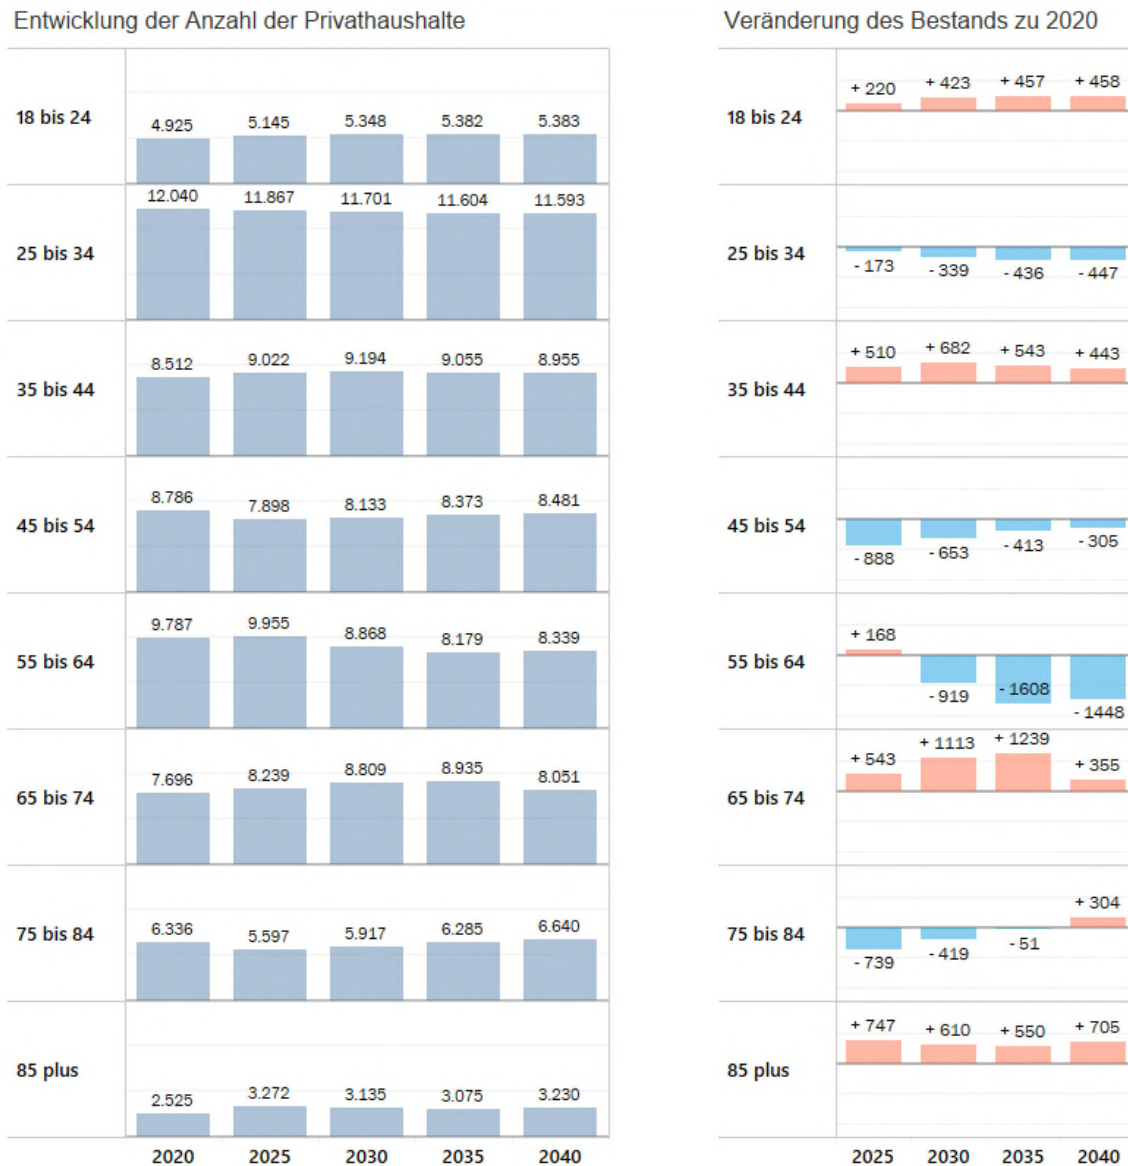 Entwicklung der Anzahl der Privathaushalte
18 bis 24
4.925 5.145 5.348 5.382 5.383
25 bis 34
12.040 11.867 11.701 11.604 11.593
35 bis 44
8.512 9.022 9.194 9.055 8.955
45 bis 54
8.786 7.898 8.133 8.373 8.481
55 bis 64
9.787 9.955 8.868 8.179 8.339
65 bis 74
7.696 8.239 8.809 8.935 8.051
75 bis 84
6.336 5.597 5.917 6.285 6.640
85 plus
2.525 3.272 3.135 3.075 3.230
2020 2025 2030 2035 2040
Veränderung des Bestands zu 2020
18 bis 24
+ 220 + 423 + 457 + 458
25 bis 34
- 173 - 339 - 436 - 447
35 bis 44
+ 510 + 682 + 543 + 443
45 bis 54
- 888 - 653 - 413 - 305
55 bis 64
+ 168 - 919 - 1608 - 1448
65 bis 74
+ 543 + 1113 + 1239 + 355
75 bis 84
- 739 - 419 - 51 + 304
85 plus
+ 747 + 610 + 550 + 705
2025 2030 2035 2040